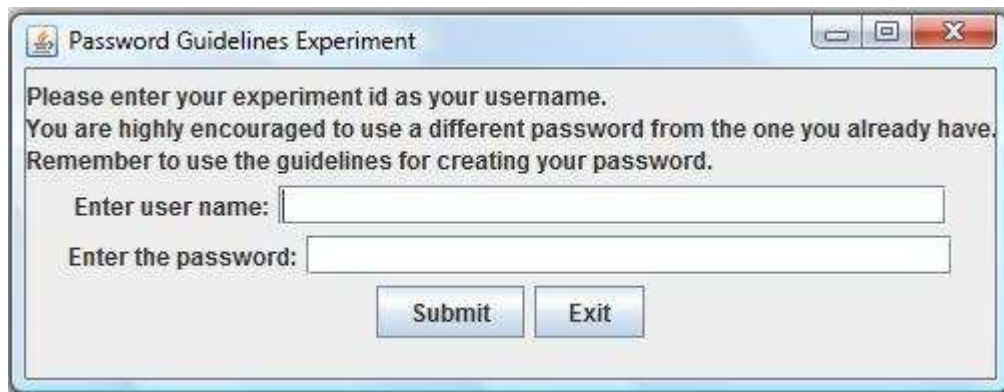 Password Guidelines Experiment
Please enter your experiment id as your username.
You are highly encouraged to use a different password from the one you already have.
Remember to use the guidelines for creating your password.
Enter user name:
Enter the password:
Submit Exit